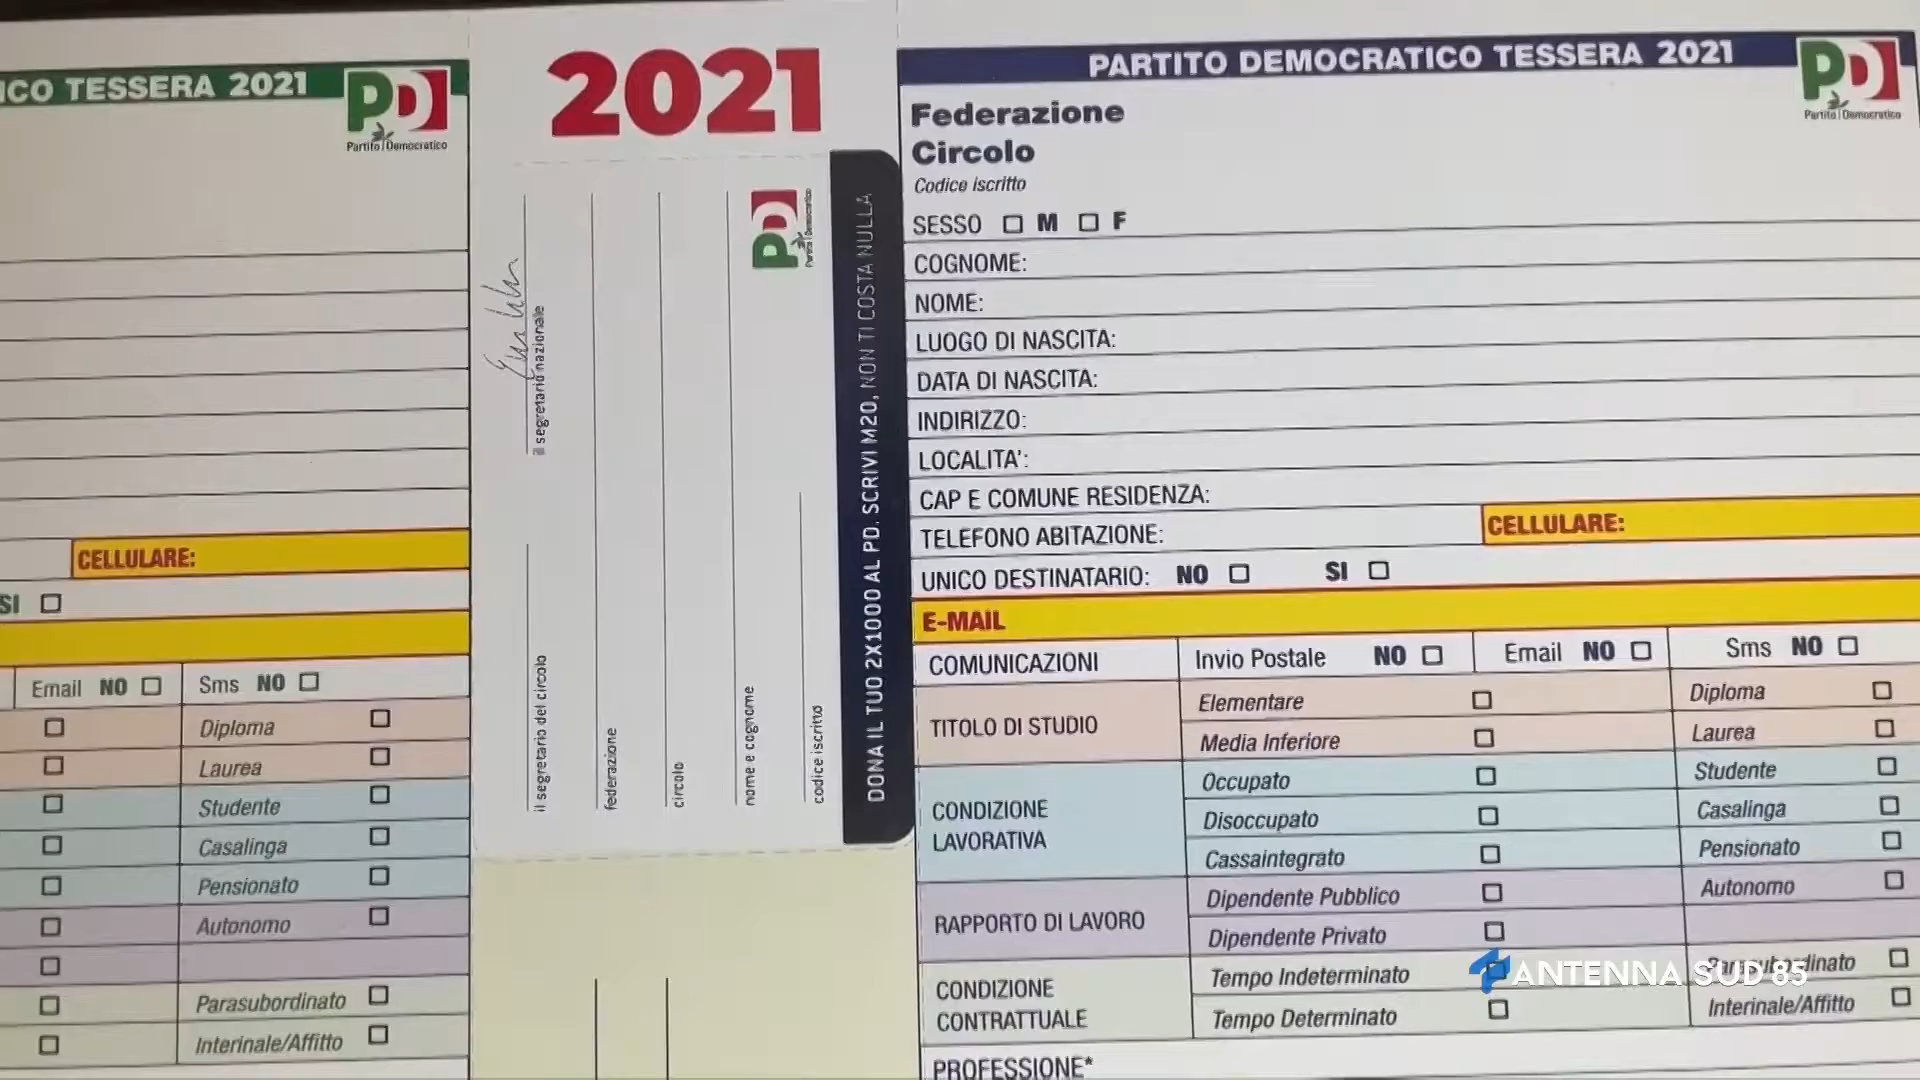 ICO TESSERA 2021
PD
Partito Democratico
CELLULARE:
SI
Email NO
Sms NO
Diploma
Laurea
Studente
Casalinga
Pensionato
Autonomo
Parasubordinato
Interinale/Affitto
2021
il segretario nazionale
il segretario del circolo
federazione
circolo
nome e cognome
codice iscritto
PD
Partito Democratico
DONA IL TUO 2X1000 AL PD. SCRIVI M20, NON TI COSTA NULLA
PARTITO DEMOCRATICO TESSERA 2021
PD
Partito Democratico
Federazione
Circolo
Codice iscritto
SESSO M F
COGNOME:
NOME:
LUOGO DI NASCITA:
DATA DI NASCITA:
INDIRIZZO:
LOCALITA':
CAP E COMUNE RESIDENZA:
TELEFONO ABITAZIONE: CELLULARE:
UNICO DESTINATARIO: NO SI
E-MAIL
COMUNICAZIONI Invio Postale NO Email NO Sms NO
TITOLO DI STUDIO
Elementare Diploma
Media Inferiore Laurea
CONDIZIONE
LAVORATIVA
Occupato Studente
Disoccupato Casalinga
Cassaintegrato Pensionato
RAPPORTO DI LAVORO
Dipendente Pubblico Autonomo
Dipendente Privato
CONDIZIONE
CONTRATTUALE
Tempo Indeterminato Parasubordinato
Tempo Determinato Interinale/Affitto
PROFESSIONE*
ANTENNA SUD 85